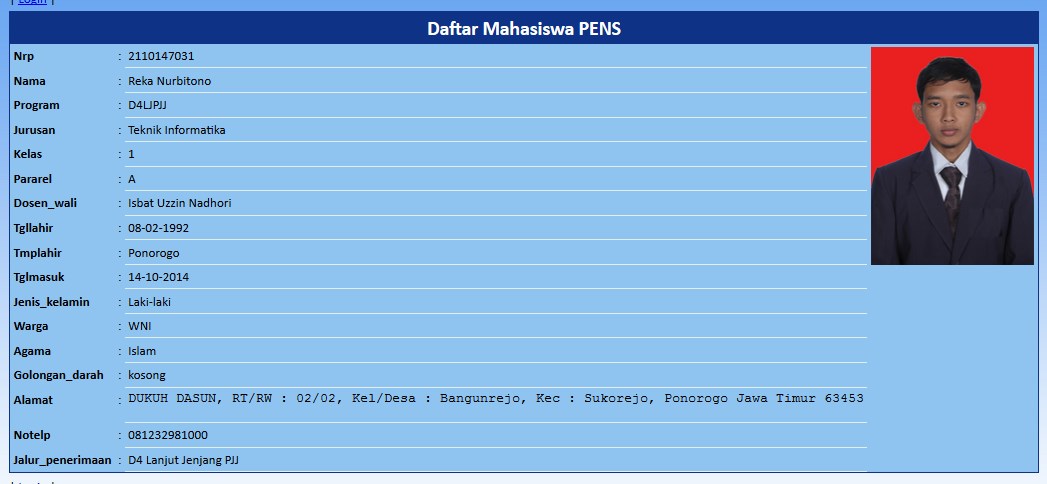 | Login |
Daftar Mahasiswa PENS
Nrp : 2110147031
Nama : Reka Nurbitono
Program : D4LJPJJ
Jurusan : Teknik Informatika
Kelas : 1
Pararel : A
Dosen_wali : Isbat Uzzin Nadhori
Tgllahir : 08-02-1992
Tmplahir : Ponorogo
Tglmasuk : 14-10-2014
Jenis_kelamin : Laki-laki
Warga : WNI
Agama : Islam
Golongan_darah : kosong
Alamat : DUKUH DASUN, RT/RW : 02/02, Kel/Desa : Bangunrejo, Kec : Sukorejo, Ponorogo Jawa Timur 63453
Notelp : 081232981000
Jalur_penerimaan : D4 Lanjut Jenjang PJJ